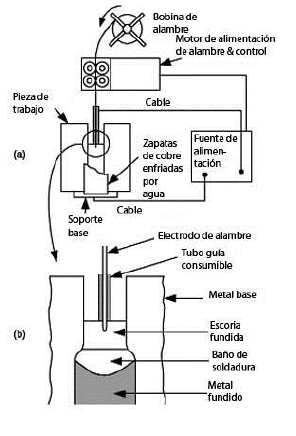 Bobina de
alambre
Motor de alimentación
de alambre & control
Cable
Pieza de
trabajo
Zapatas
de cobre
enfriadas
por
agua
Fuente de
alimen-
tación
(a)
Soporte
base
Cable
Electrodo de alambre
Tubo guía
consumible
Metal base
(b)
Escoria
fundida
Baño de
soldadura
Metal
fundido